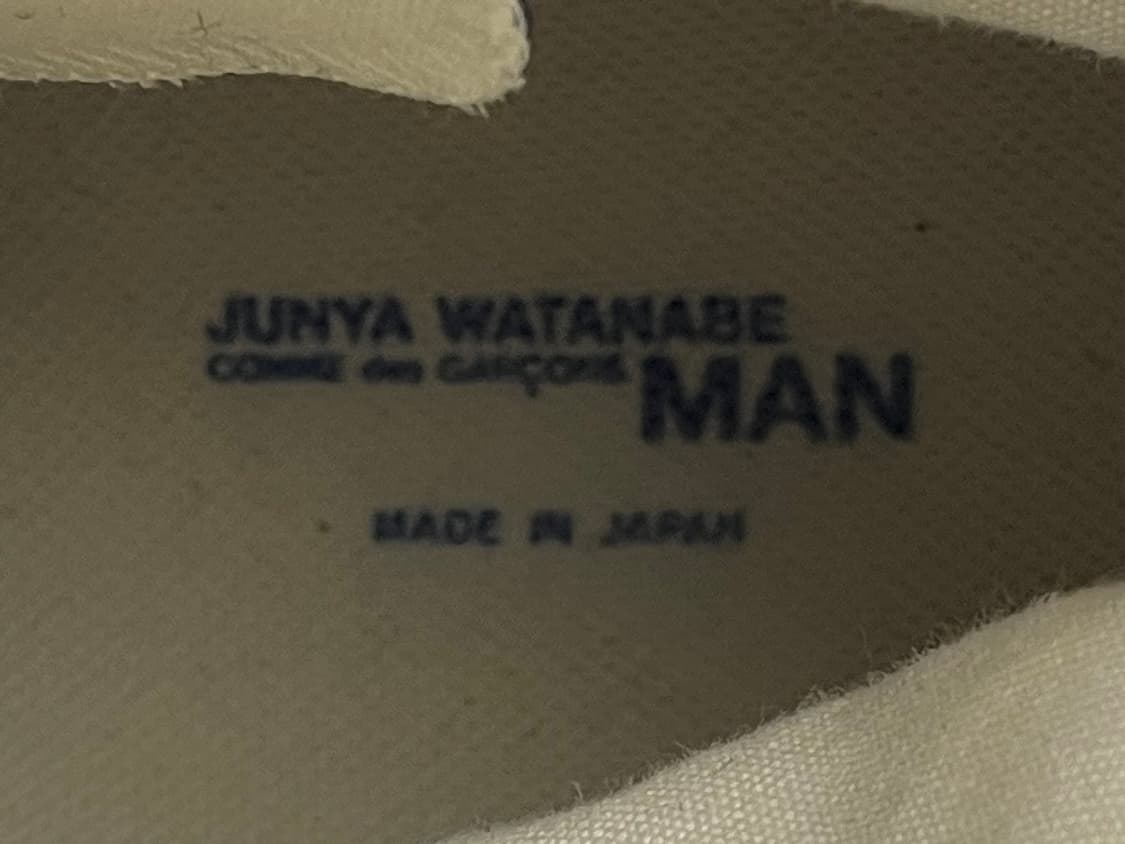 JUNYA WATANABE
COMME des GARÇONS MAN
MADE IN JAPAN